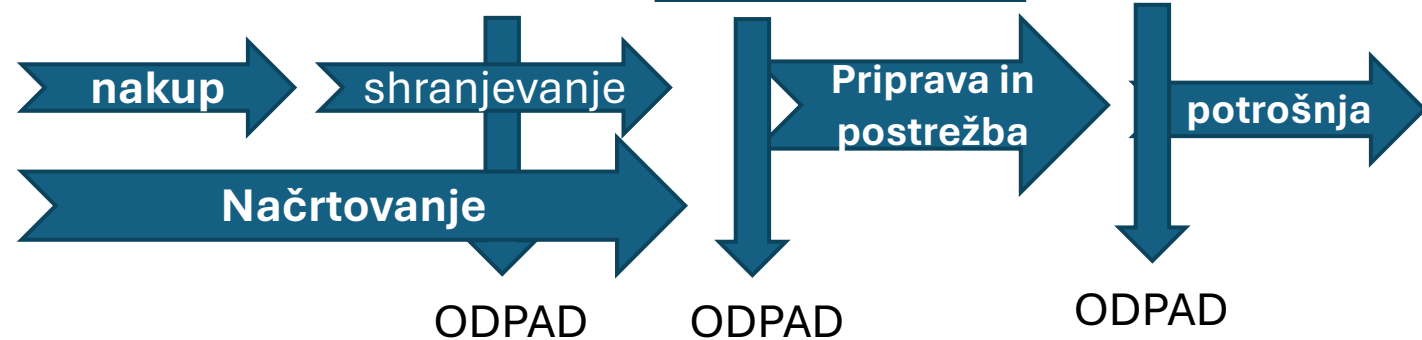 nakup
shranjevanje
Priprava in
postrežba
potrošnja
Načrtovanje
ODPAD
ODPAD
ODPAD